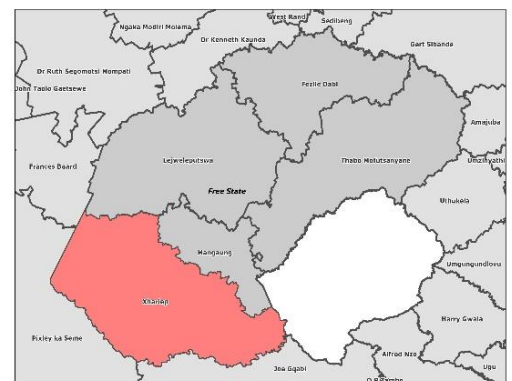 West Rand
Sedibeng
Ngaka Modiri Molema
Dr Kenneth Kaunda
Gert Sibande
Dr Ruth Segomotsi Mompati
Fezile Dabi
John Taolo Gaetsewe
Amajuba
Lejweleputswa
Thabo Mofutsanyane
Umzinyathi
Frances Baard
Free State
Uthukela
Mangaung
Umgungundlovu
Xhariep
Harry Gwala
Pixley ka Seme
Alfred Nzo
Joe Gqabi
Ugu
O.R.Tambo